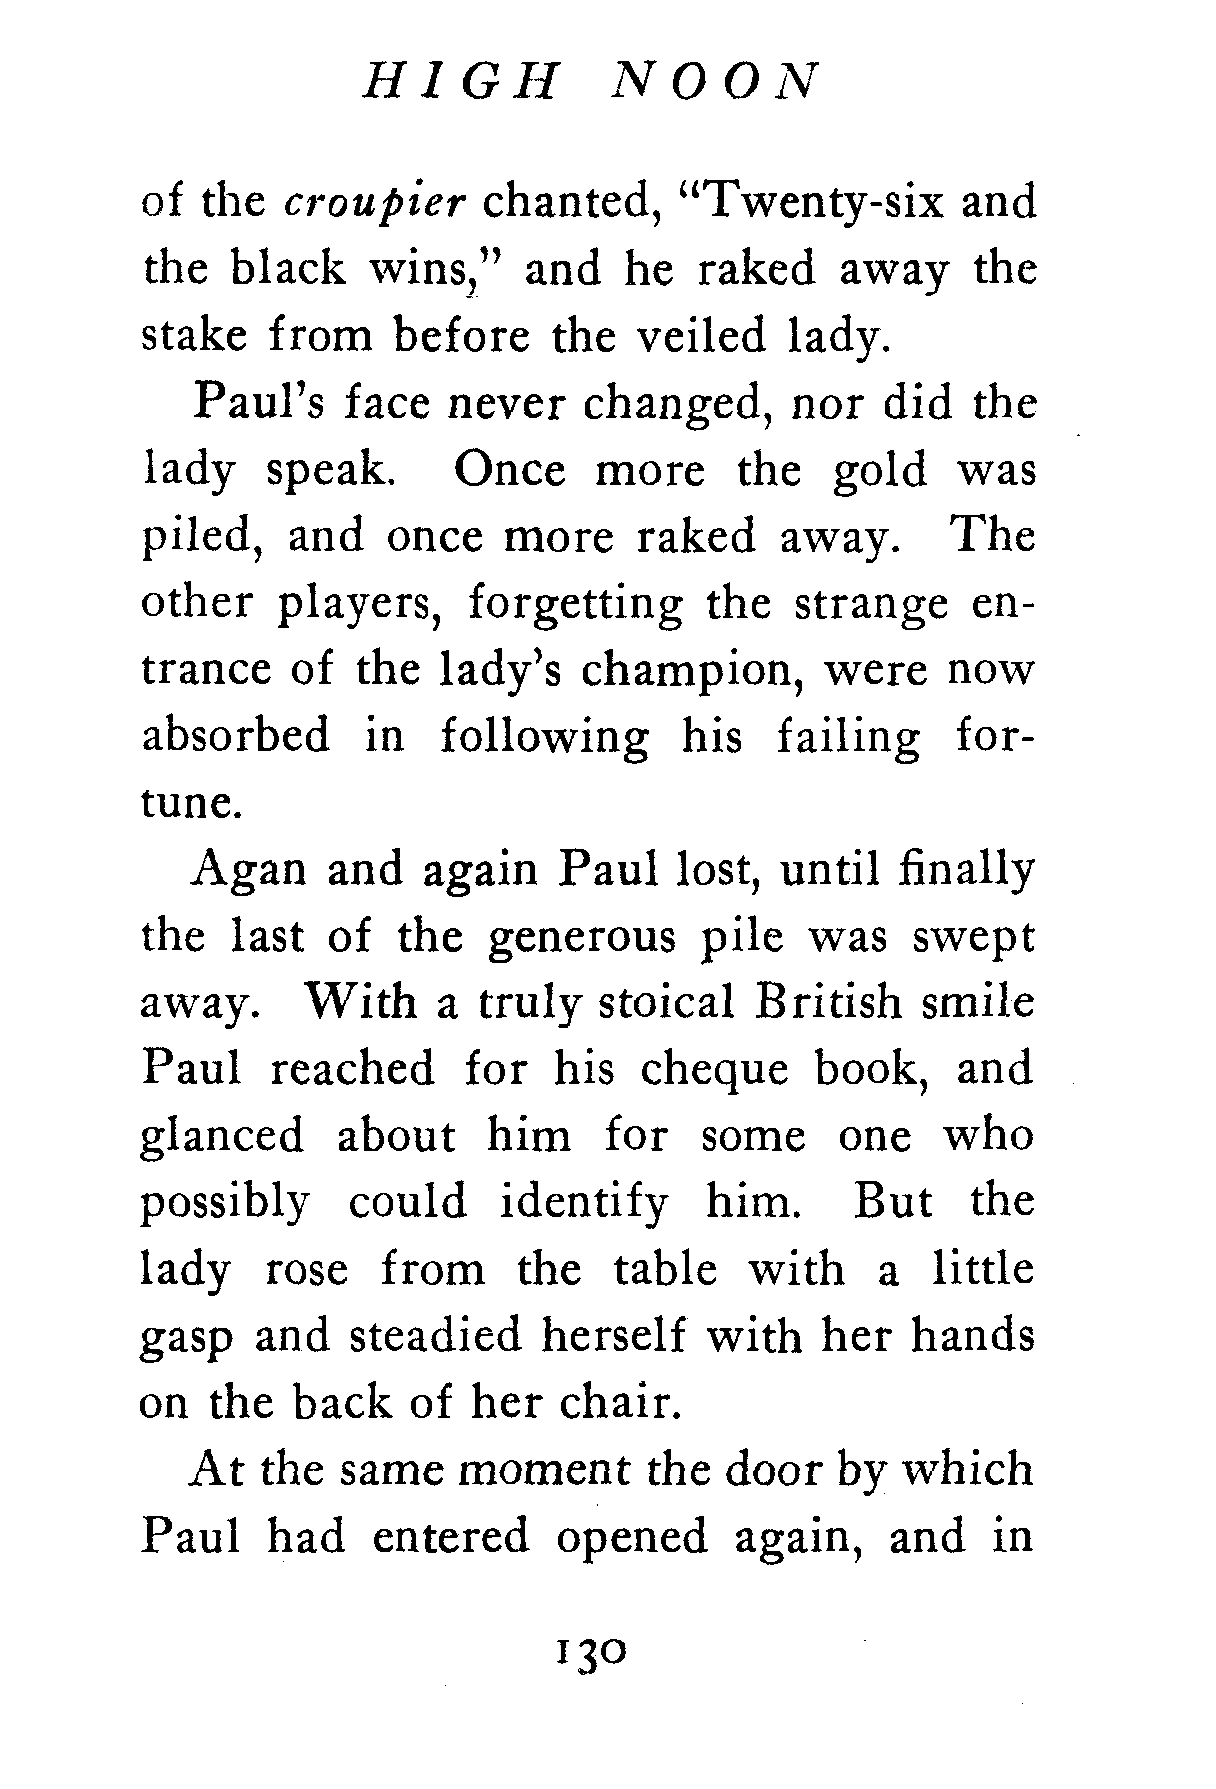 HIGH NOON
of the croupier chanted, “Twenty-six and
the black wins,” and he raked away the
stake from before the veiled lady.
Paul’s face never changed, nor did the
lady speak. Once more the gold was
piled, and once more raked away. The
other players, forgetting the strange en-
trance of the lady’s champion, were now
absorbed in following his failing for-
tune.
Agan and again Paul lost, until finally
the last of the generous pile was swept
away. With a truly stoical British smile
Paul reached for his cheque book, and
glanced about him for some one who
possibly could identify him. But the
lady rose from the table with a little
gasp and steadied herself with her hands
on the back of her chair.
At the same moment the door by which
Paul had entered opened again, and in
130